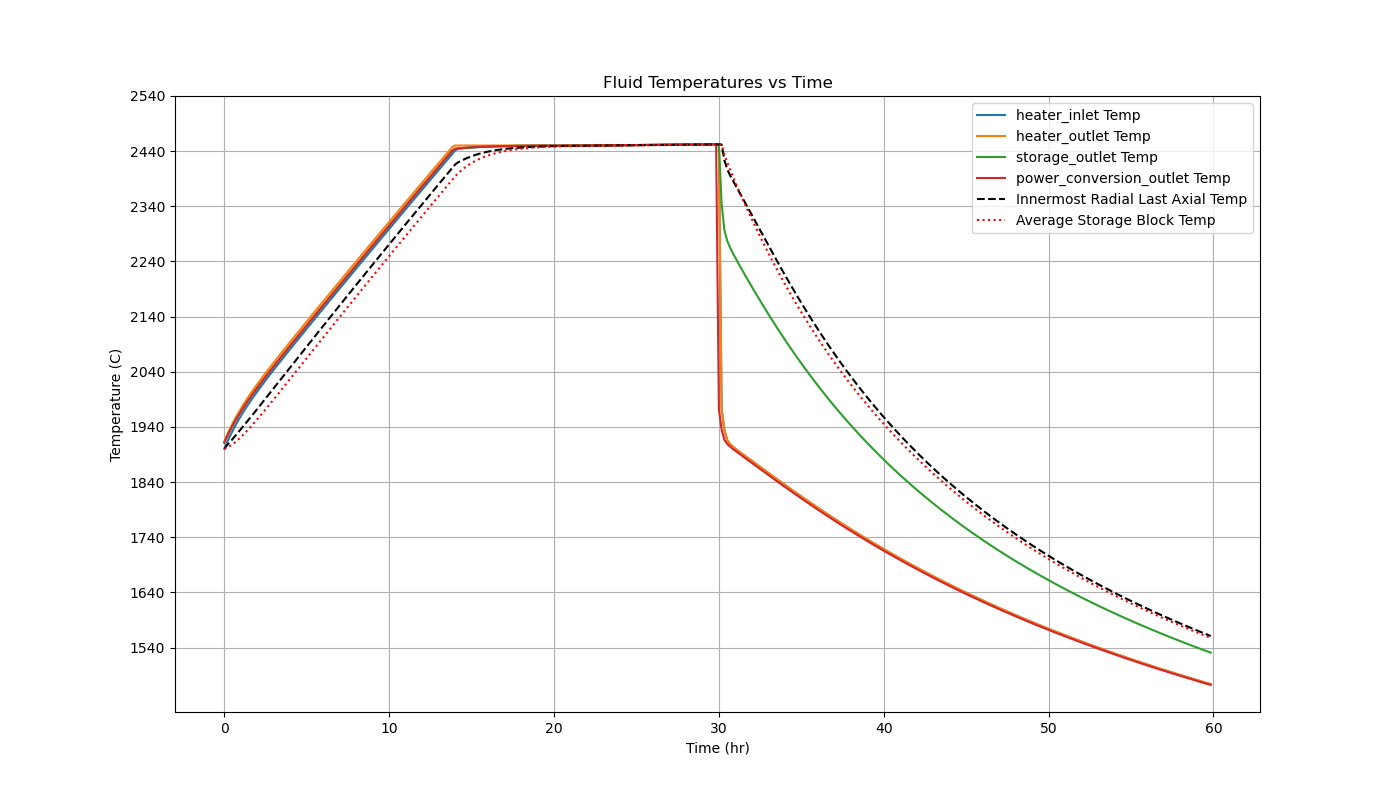 Fluid Temperatures vs Time
Temperature (C)
2540
2440
2340
2240
2140
2040
1940
1840
1740
1640
1540
heater_inlet Temp
heater_outlet Temp
storage_outlet Temp
power_conversion_outlet Temp
Innermost Radial Last Axial Temp
Average Storage Block Temp
0 10 20 30 40 50 60
Time (hr)